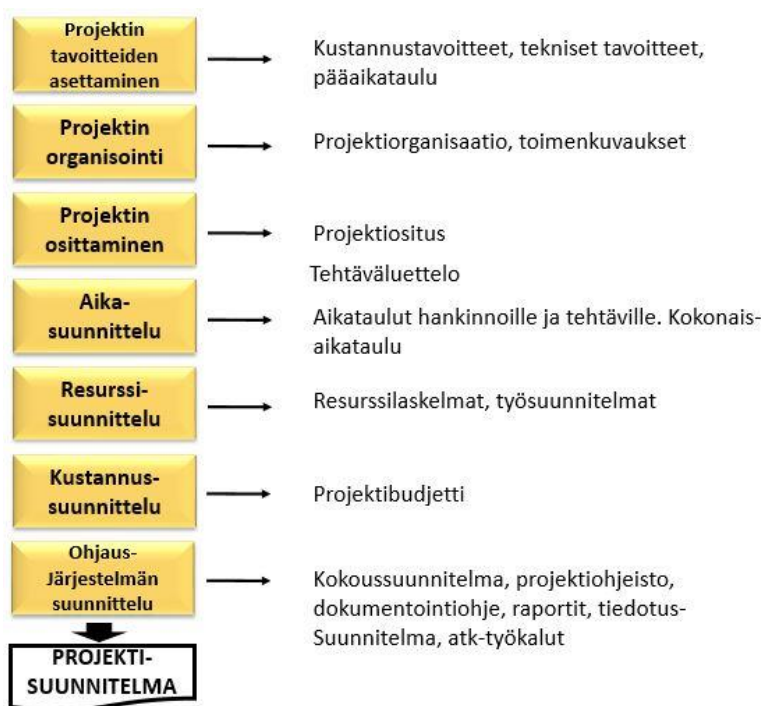 Projektin
tavoitteiden
asettaminen
Kustannustavoitteet, tekniset tavoitteet,
pääaikataulu
Projektin
organisointi
Projektiorganisaatio, toimenkuvaukset
Projektin
osittaminen
Projektiositus
Tehtäväluettelo
Aika-
suunnittelu
Aikataulut hankinnoille ja tehtäville. Kokonais-
aikataulu
Resurssi-
suunnittelu
Resurssilaskelmat, työsuunnitelmat
Kustannus-
suunnittelu
Projektibudjetti
Ohjaus-
Järjestelmän
suunnittelu
Kokoussuunnitelma, projektiohjeisto,
dokumentointiohje, raportit, tiedotus-
Suunnitelma, atk-työkalut
PROJEKTI-
SUUNNITELMA